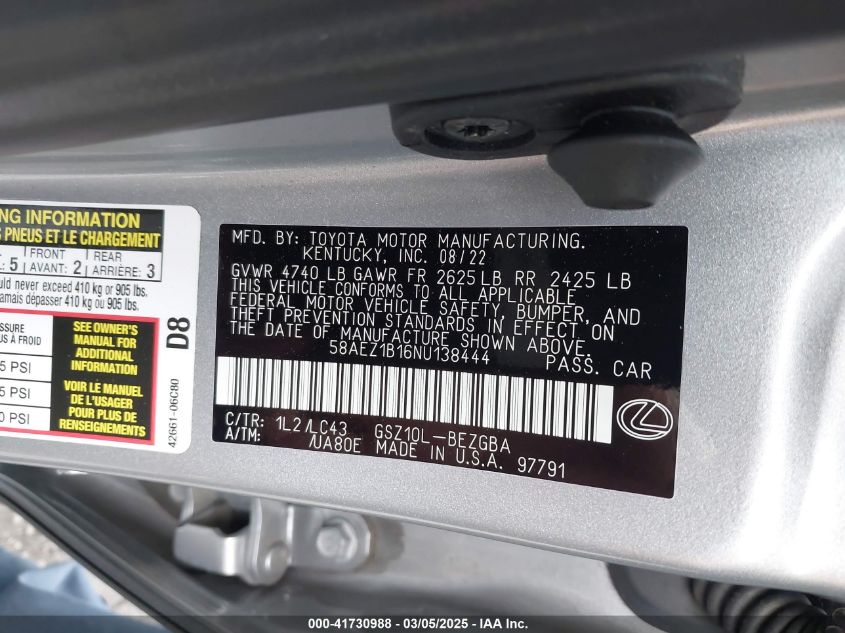 NG INFORMATION
S PNEUS ET LE CHARGEMENT
5 FRONT AVANT: 2 REAR ARRIÈRE: 3
uld never exceed 410 kg or 905 lbs.
jamais dépasser 410 kg ou 905 lbs.
SSURE
S À FROID
5 PSI
5 PSI
0 PSI
SEE OWNER'S
MANUAL FOR
ADDITIONAL
INFORMATION
VOIR LE MANUEL
DE L'USAGER
POUR PLUS DE
RENSEIGNEMENTS
D8
42661-06C80
MFD. BY: TOYOTA MOTOR MANUFACTURING.
KENTUCKY, INC. 08/22
GVWR 4740 LB GAWR FR 2625 LB RR 2425 LB
THIS VEHICLE CONFORMS TO ALL APPLICABLE
FEDERAL MOTOR VEHICLE SAFETY, BUMPER, AND
THEFT PREVENTION STANDARDS IN EFFECT ON
THE DATE OF MANUFACTURE SHOWN ABOVE.
58AEZ1B16NU138444 PASS. CAR
C/TR: 1L2/LC43 GSZ10L-BEZGBA
A/TM: /UA80E MADE IN U.S.A. 97791
000-41730988 - 03/05/2025 - IAA Inc.